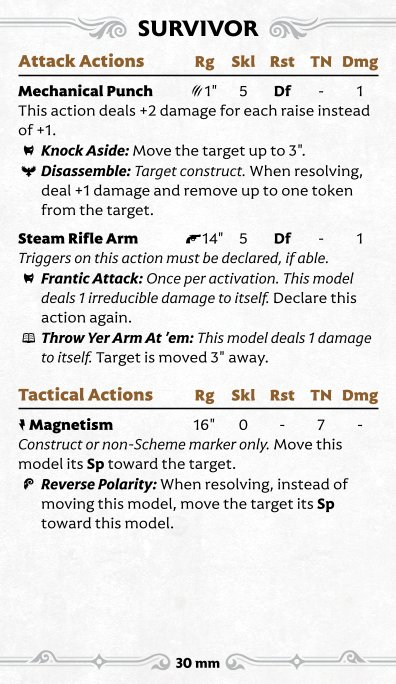 SURVIVOR
Attack Actions Rg Skl Rst TN Dmg
Mechanical Punch 1" 5 Df - 1
This action deals +2 damage for each raise instead
of +1.
Knock Aside: Move the target up to 3".
Disassemble: Target construct. When resolving,
deal +1 damage and remove up to one token
from the target.
Steam Rifle Arm 14" 5 Df - 1
Triggers on this action must be declared, if able.
Frantic Attack: Once per activation. This model
deals 1 irreducible damage to itself. Declare this
action again.
Throw Yer Arm At 'em: This model deals 1 damage
to itself. Target is moved 3" away.
Tactical Actions Rg Skl Rst TN Dmg
Magnetism 16" 0 - 7 -
Construct or non-Scheme marker only. Move this
model its Sp toward the target.
Reverse Polarity: When resolving, instead of
moving this model, move the target its Sp
toward this model.
30 mm